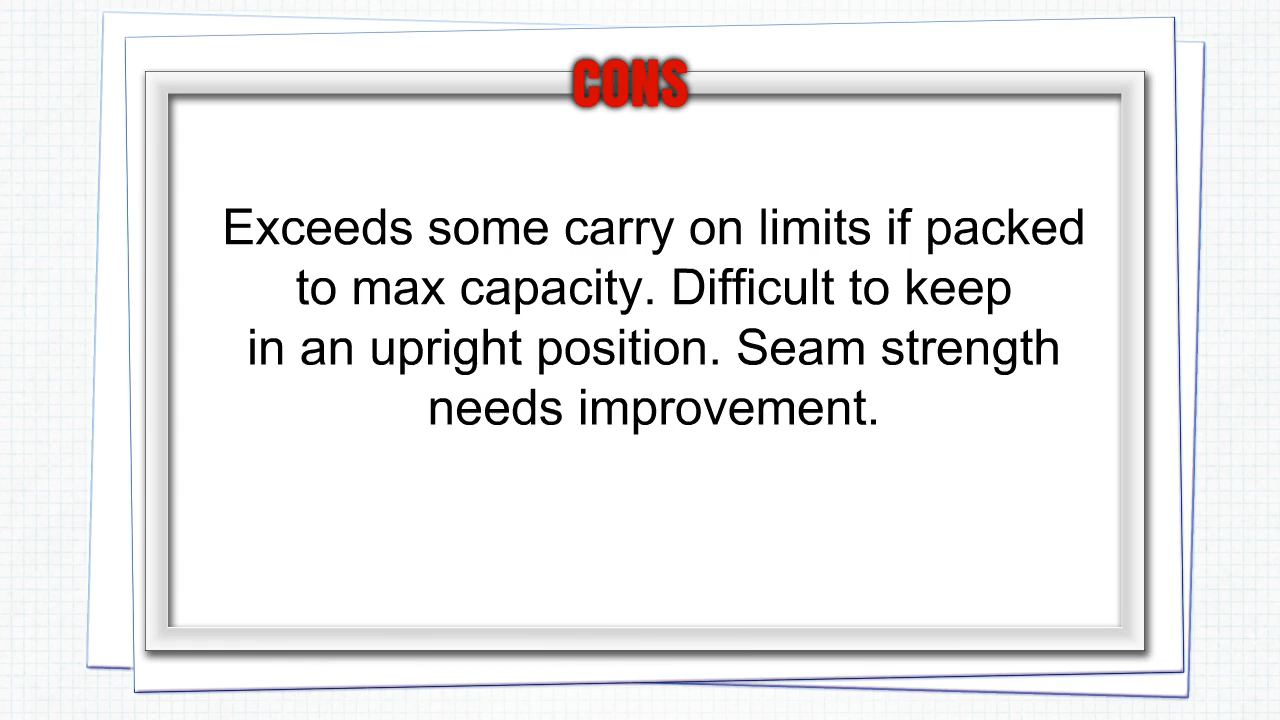 CONS
Exceeds some carry on limits if packed
to max capacity. Difficult to keep
in an upright position. Seam strength
needs improvement.